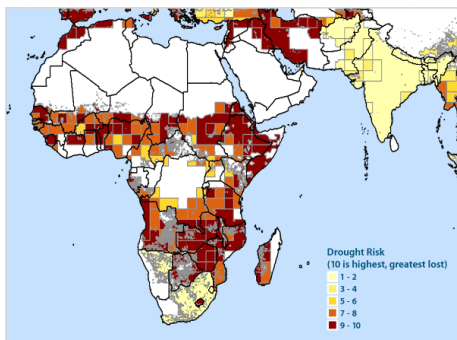 Drought Risk
(10 is highest, greatest lost)
1 - 2
3 - 4
5 - 6
7 - 8
9 - 10